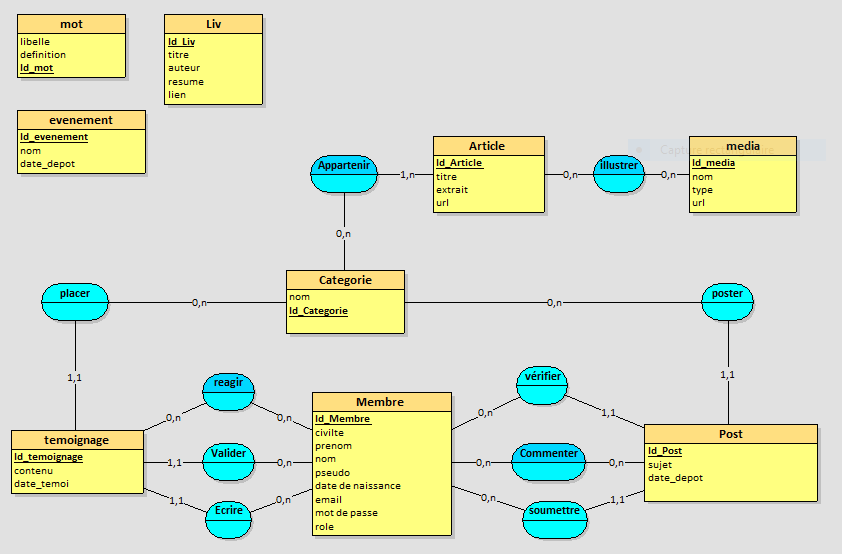 mot
libelle
definition
Id_mot
Liv
Id_Liv
titre
auteur
resume
lien
evenement
Id_evenement
nom
date_depot
Appartenir
1,n
0,n
Article
Id_Article
titre
extrait
url
0,n
illustrer
0,n
media
Id_media
nom
type
url
Categorie
nom
Id_Categorie
placer
0,n
1,1
0,n
poster
1,1
reagir
0,n
0,n
Valider
1,1
0,n
Ecrire
1,1
0,n
temoignage
Id_temoignage
contenu
date_temoi
Membre
Id_Membre
civilte
prenom
nom
pseudo
date de naissance
email
mot de passe
role
vérifier
0,n
1,1
Commenter
0,n
0,n
soumettre
0,n
1,1
Post
Id_Post
sujet
date_depot